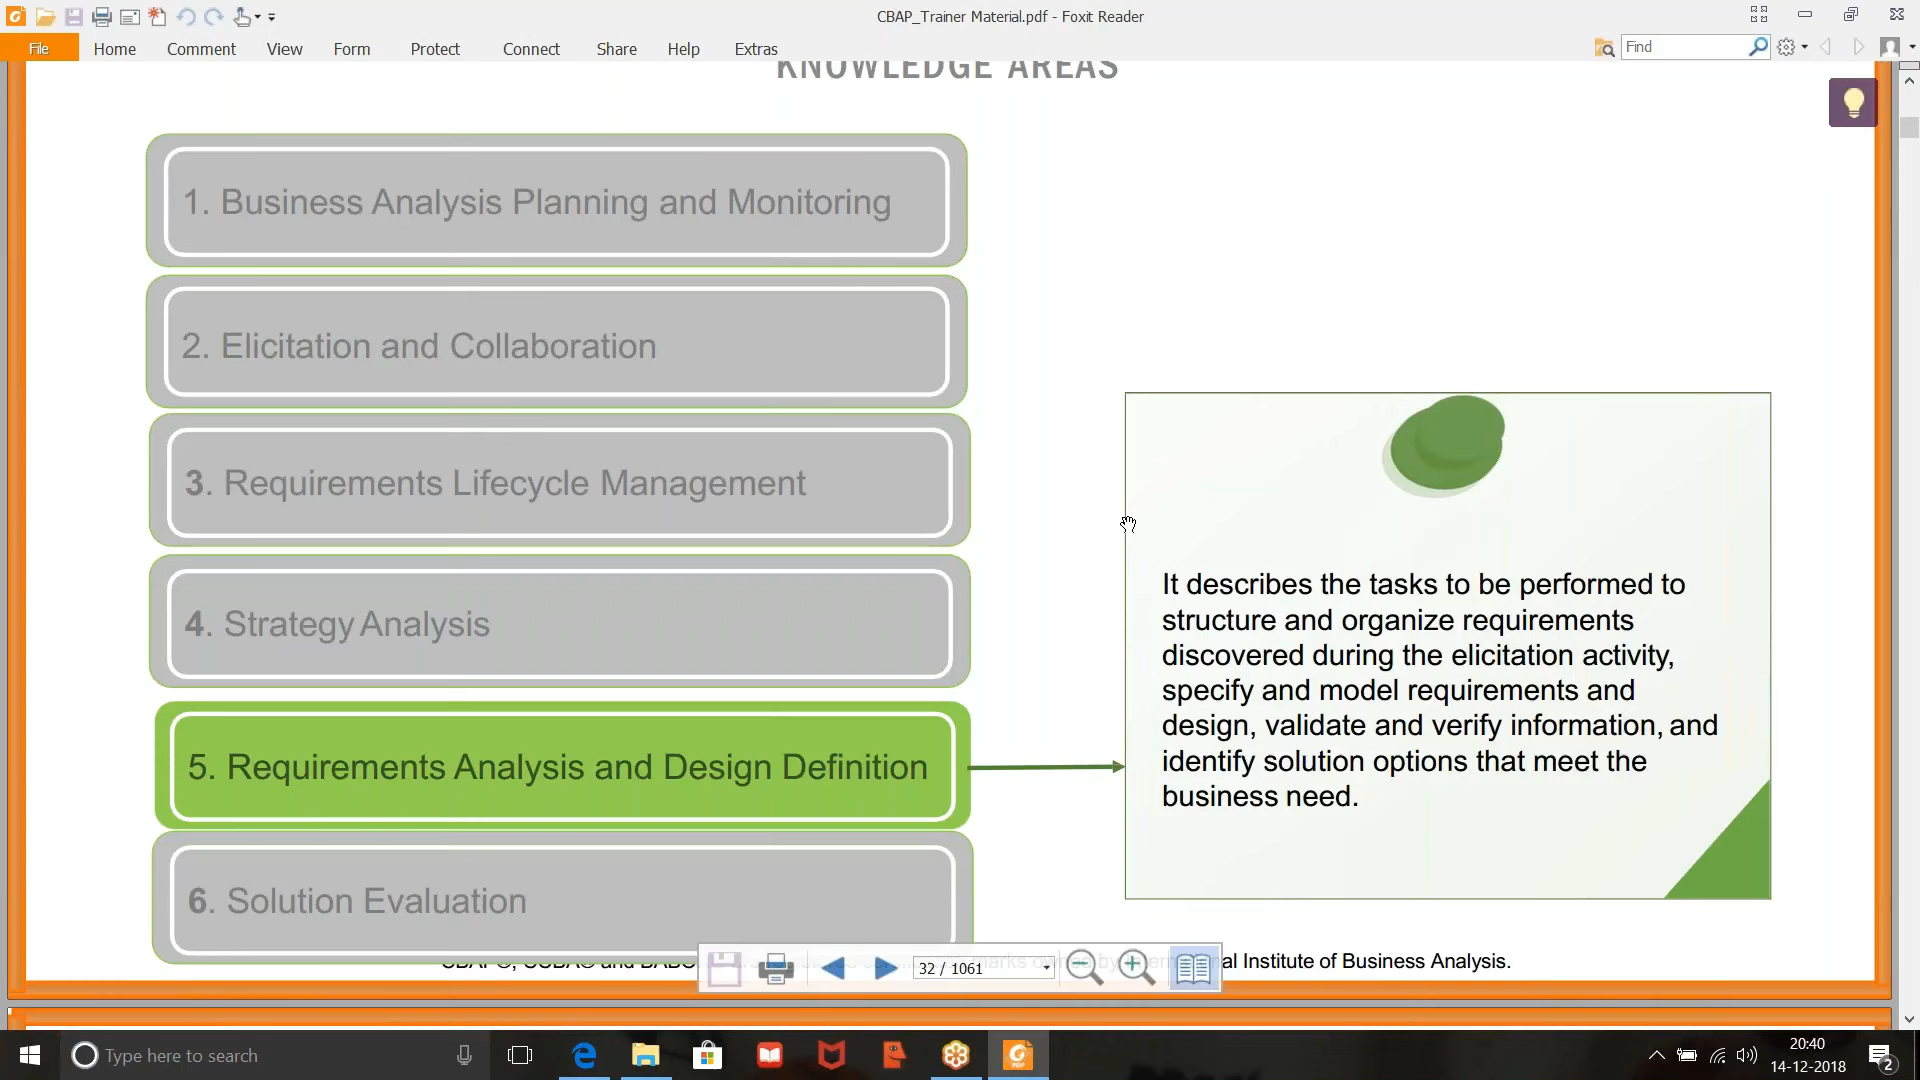 CBAP_Trainer Material.pdf - Foxit Reader
File Home Comment View Form Protect Connect Share Help Extras
Find
KNOWLEDGE AREAS
1. Business Analysis Planning and Monitoring
2. Elicitation and Collaboration
3. Requirements Lifecycle Management
4. Strategy Analysis
5. Requirements Analysis and Design Definition
6. Solution Evaluation
It describes the tasks to be performed to
structure and organize requirements
discovered during the elicitation activity,
specify and model requirements and
design, validate and verify information, and
identify solution options that meet the
business need.
Institute of Business Analysis.
32 / 1061
Type here to search
20:40
14-12-2018
2